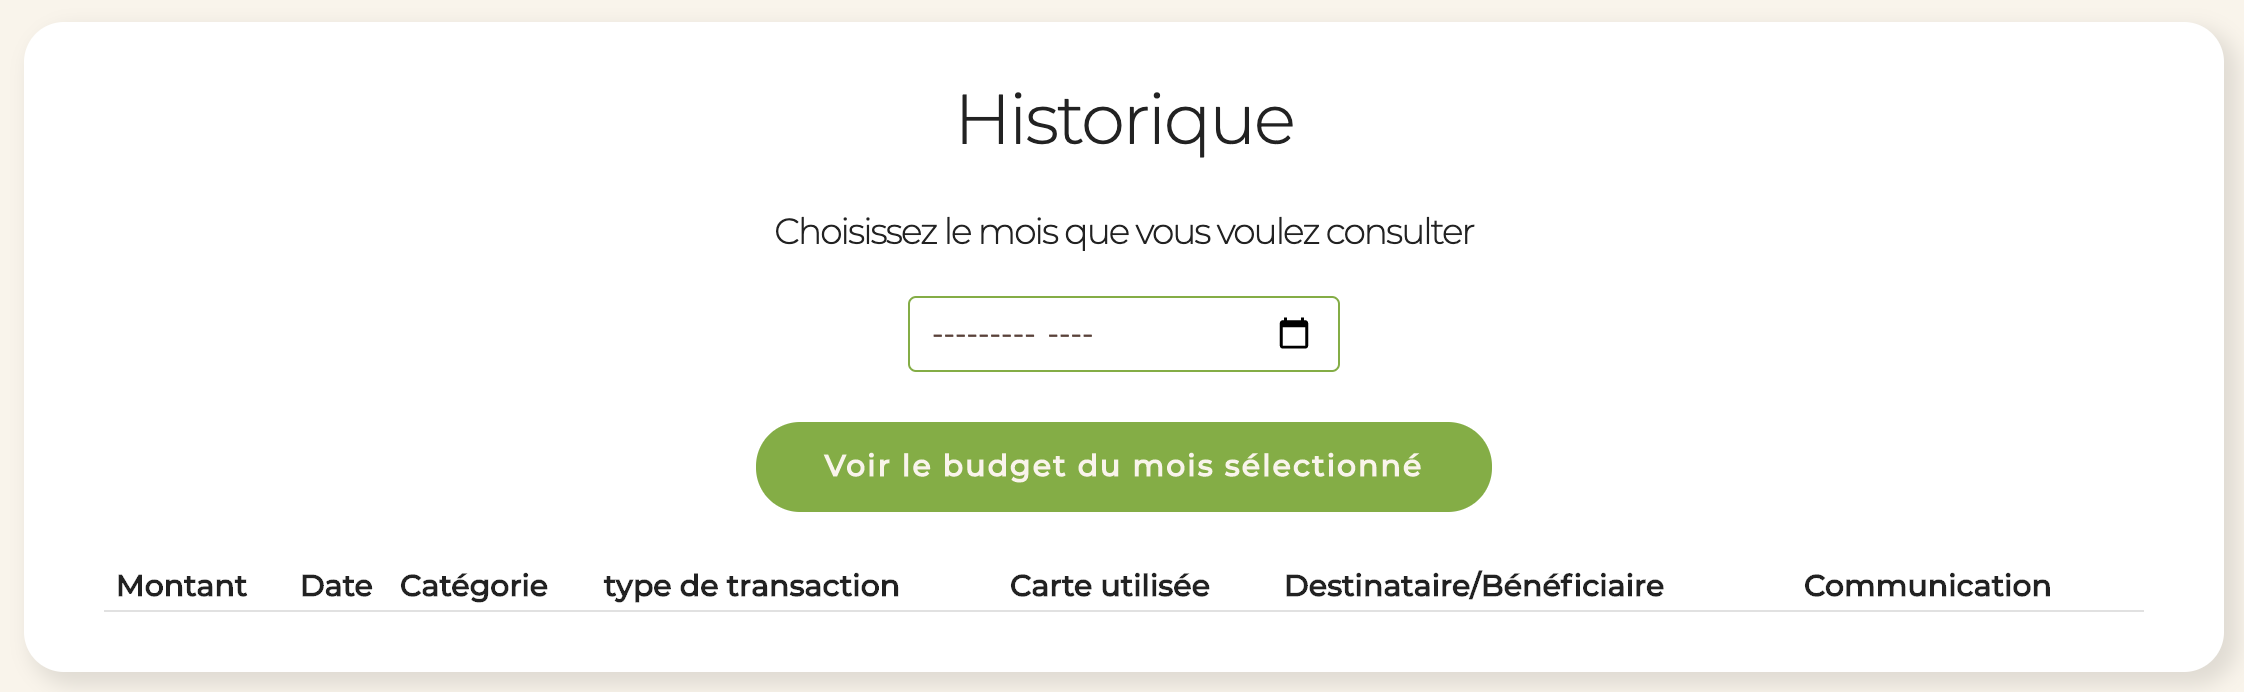 Historique
Choisissez le mois que vous voulez consulter
--------- ----
Voir le budget du mois sélectionné
Montant Date Catégorie type de transaction Carte utilisée Destinataire/Bénéficiaire Communication